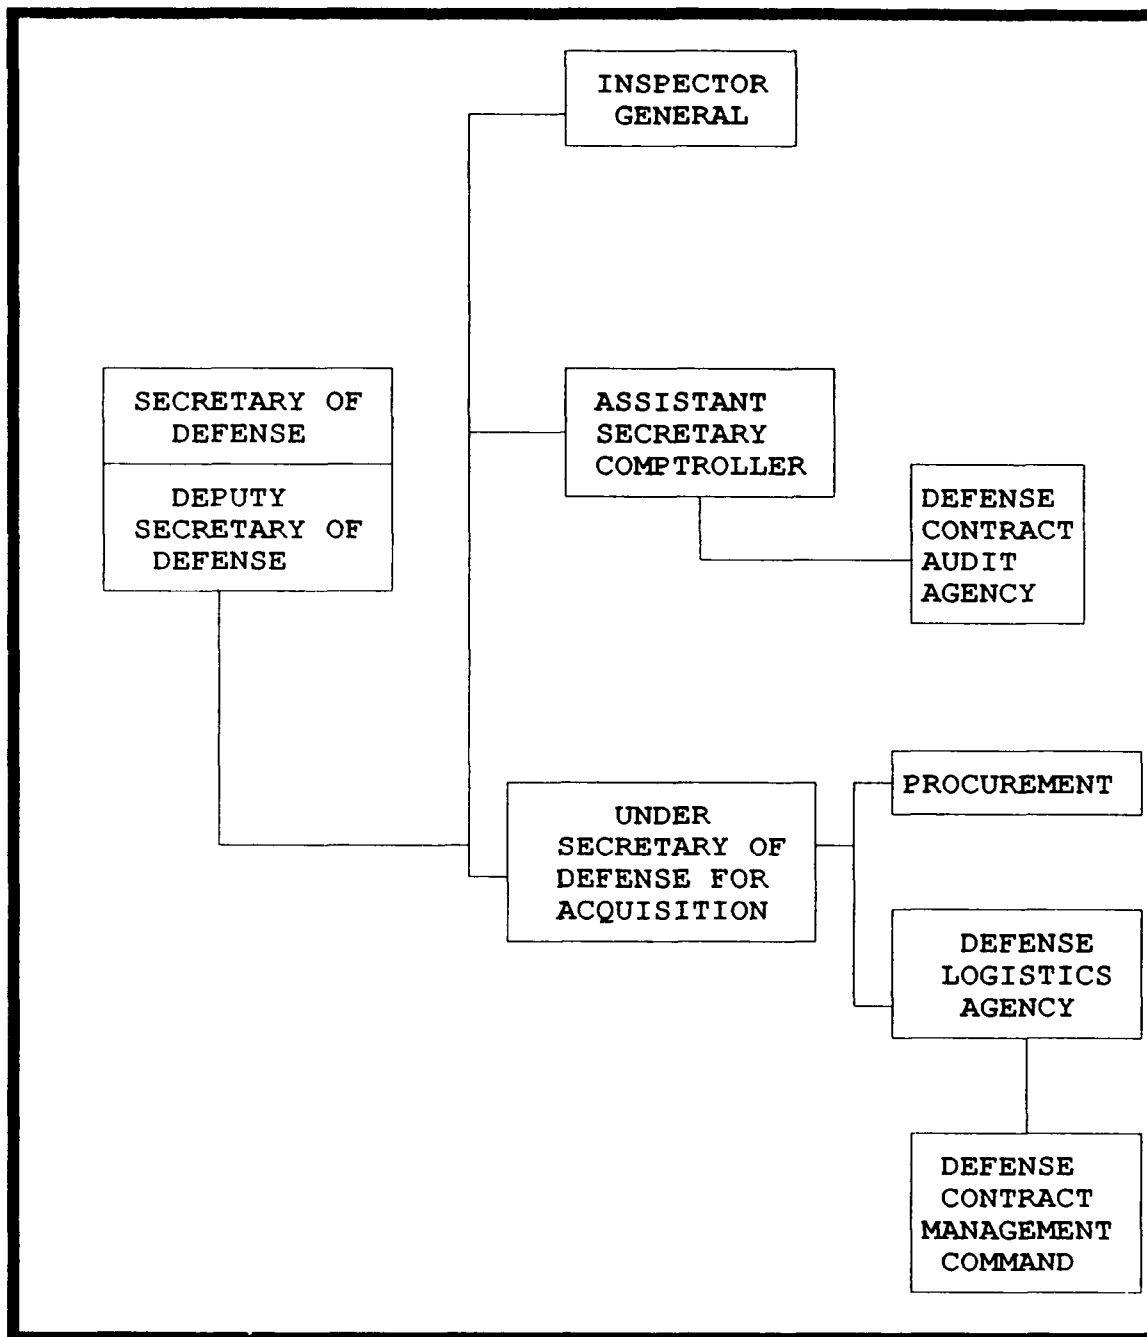 INSPECTOR
GENERAL
SECRETARY OF
DEFENSE
DEPUTY
SECRETARY OF
DEFENSE
ASSISTANT
SECRETARY
COMPTROLLER
DEFENSE
CONTRACT
AUDIT
AGENCY
UNDER
SECRETARY OF
DEFENSE FOR
ACQUISITION
PROCUREMENT
DEFENSE
LOGISTICS
AGENCY
DEFENSE
CONTRACT
MANAGEMENT
COMMAND